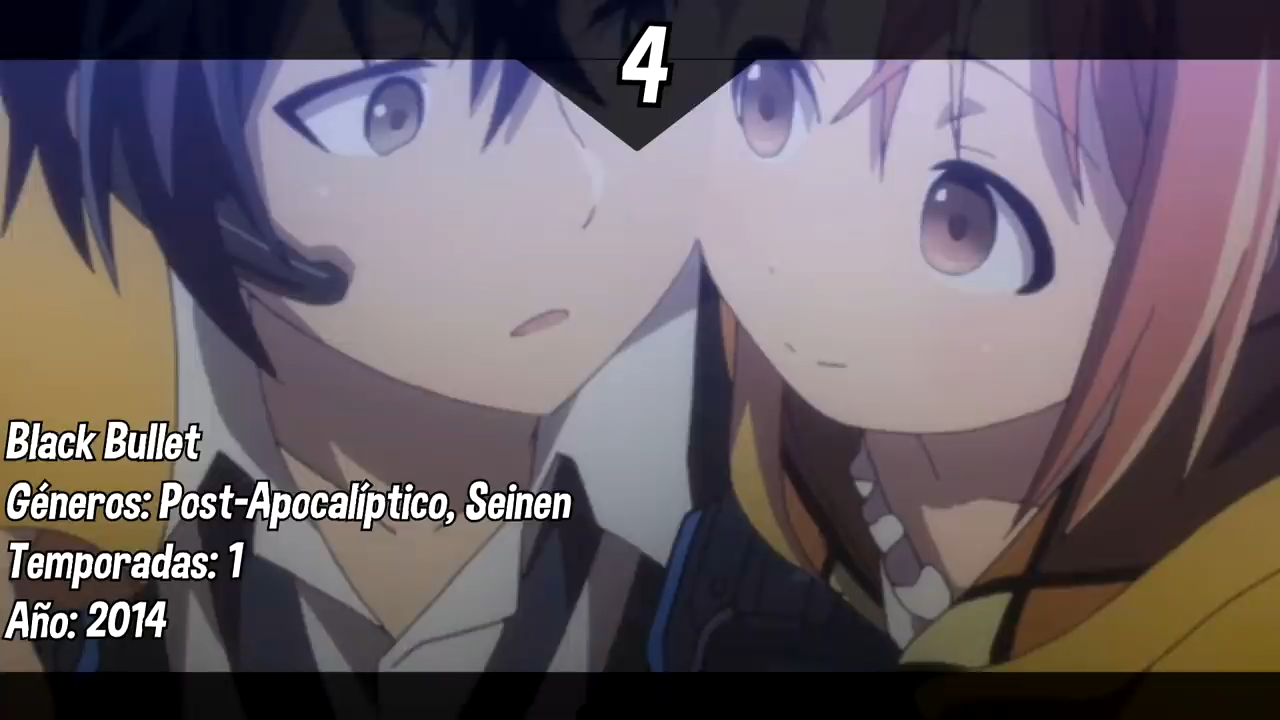 4
Black Bullet
Géneros: Post-Apocalíptico, Seinen
Temporadas: 1
Año: 2014